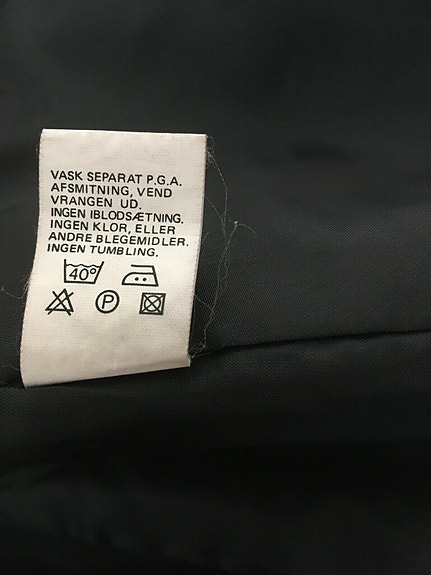 VASK SEPARAT P.G.A.
AFSMITNING, VEND
VRANGEN UD.
INGEN IBLODSÆTNING.
INGEN KLOR, ELLER
ANDRE BLEGEMIDLER.
INGEN TUMBLING.
40°
P